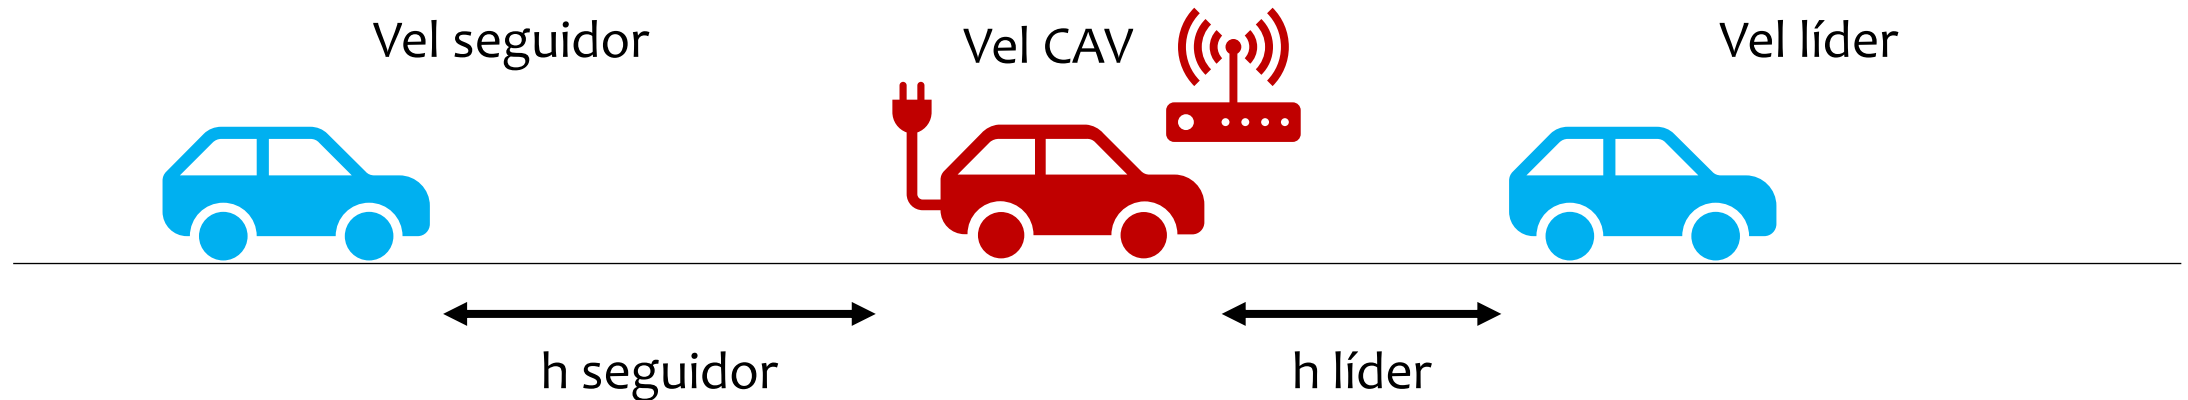 Vel seguidor
Vel CAV
Vel líder
h seguidor
h líder